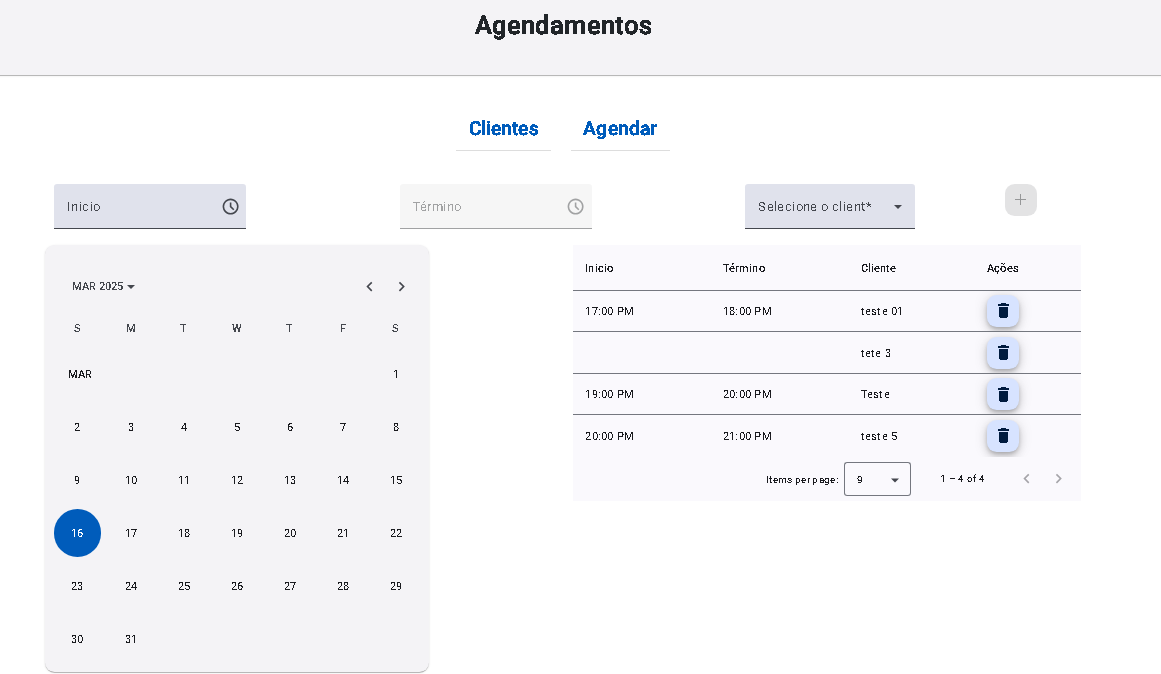 Agendamentos
Clientes Agendar
Inicio Término Selecione o client*
MAR 2025
S M T W T F S
MAR 1
2 3 4 5 6 7 8
9 10 11 12 13 14 15
16 17 18 19 20 21 22
23 24 25 26 27 28 29
30 31
Inicio Término Cliente Ações
17:00 PM 18:00 PM teste 01
tete 3
19:00 PM 20:00 PM Teste
20:00 PM 21:00 PM teste 5
Items per page: 9 1 – 4 of 4